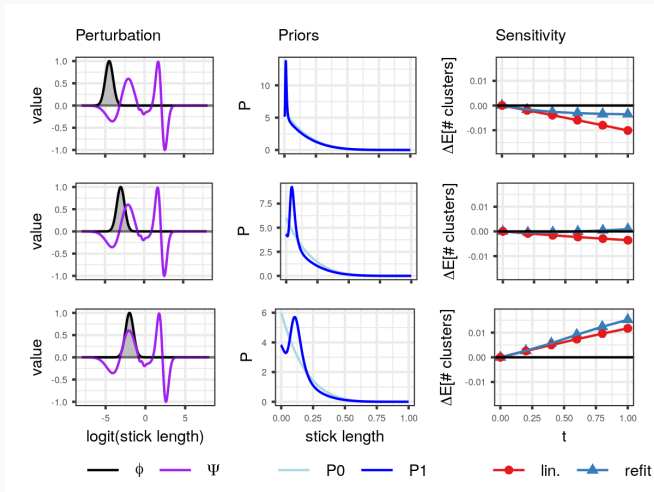 Perturbation Priors Sensitivity
value
1.0
0.5
0.0
-0.5
-1.0
P
10
5
0
ΔE[# clusters]
0.01
0.00
-0.01
value
1.0
0.5
0.0
-0.5
-1.0
P
7.5
5.0
2.5
0.0
ΔE[# clusters]
0.01
0.00
-0.01
value
1.0
0.5
0.0
-0.5
-1.0
P
6
4
2
0
ΔE[# clusters]
0.01
0.00
-0.01
-5 0 5
0.00 0.25 0.50 0.75 1.00
0.00 0.25 0.50 0.75 1.00
logit(stick length) stick length t
ϕ Ψ P0 P1 lin. refit